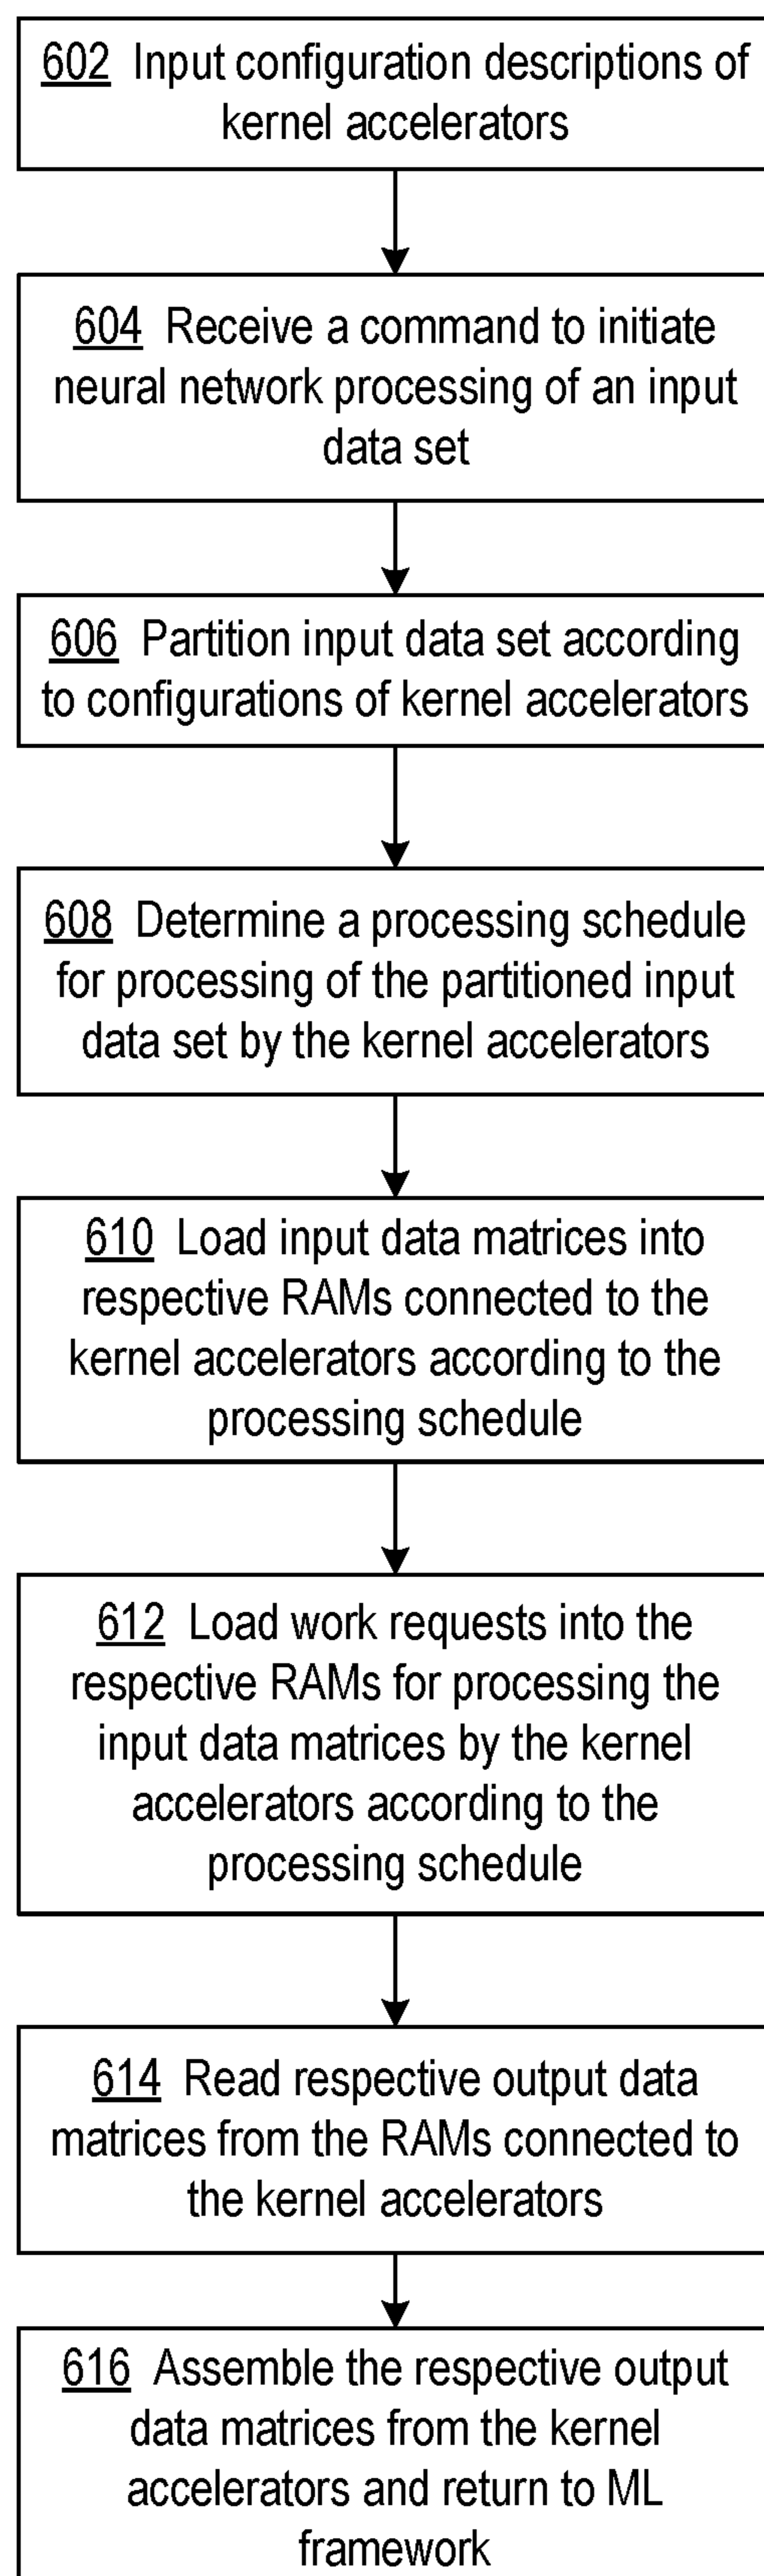 602 Input configuration descriptions of
kernel accelerators
604 Receive a command to initiate
neural network processing of an input
data set
606 Partition input data set according
to configurations of kernel accelerators
608 Determine a processing schedule
for processing of the partitioned input
data set by the kernel accelerators
610 Load input data matrices into
respective RAMs connected to the
kernel accelerators according to the
processing schedule
612 Load work requests into the
respective RAMs for processing the
input data matrices by the kernel
accelerators according to the
processing schedule
614 Read respective output data
matrices from the RAMs connected to
the kernel accelerators
616 Assemble the respective output
data matrices from the kernel
accelerators and return to ML
framework